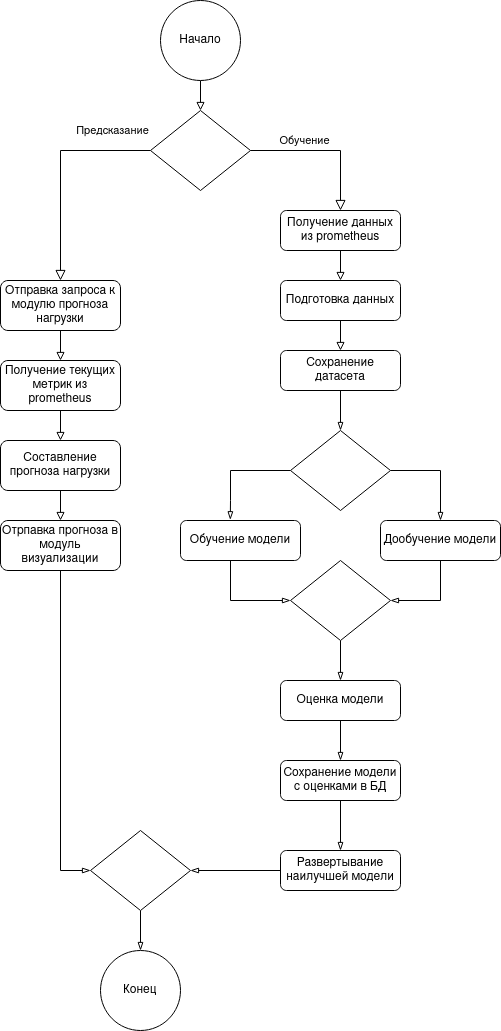 Начало
Предсказание
Обучение
Получение данных
из prometheus
Подготовка данных
Сохранение
датасета
Отправка запроса к
модулю прогноза
нагрузки
Получение текущих
метрик из
prometheus
Составление
прогноза нагрузки
Отрпавка прогноза в
модуль
визуализации
Обучение модели
Дообучение модели
Оценка модели
Сохранение модели
с оценками в БД
Развертывание
наилучшей модели
Конец